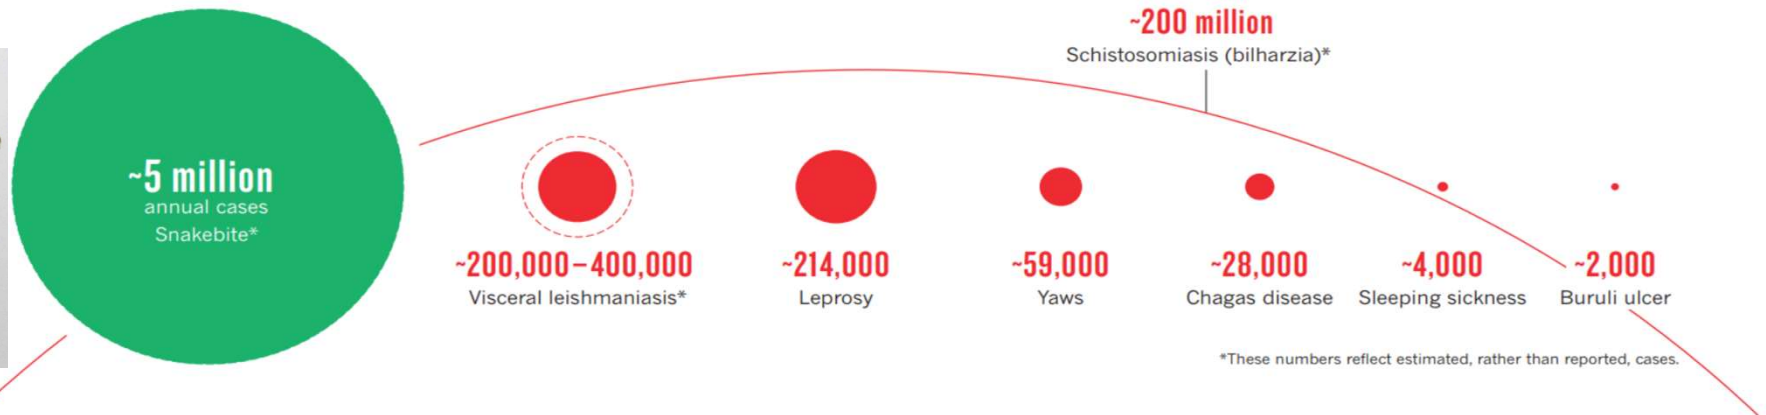 ~200 million
Schistosomiasis (bilharzia)*
~5 million
annual cases
Snakebite*
~200,000–400,000
Visceral leishmaniasis*
~214,000
Leprosy
~59,000
Yaws
~28,000
Chagas disease
~4,000
Sleeping sickness
~2,000
Buruli ulcer
*These numbers reflect estimated, rather than reported, cases.